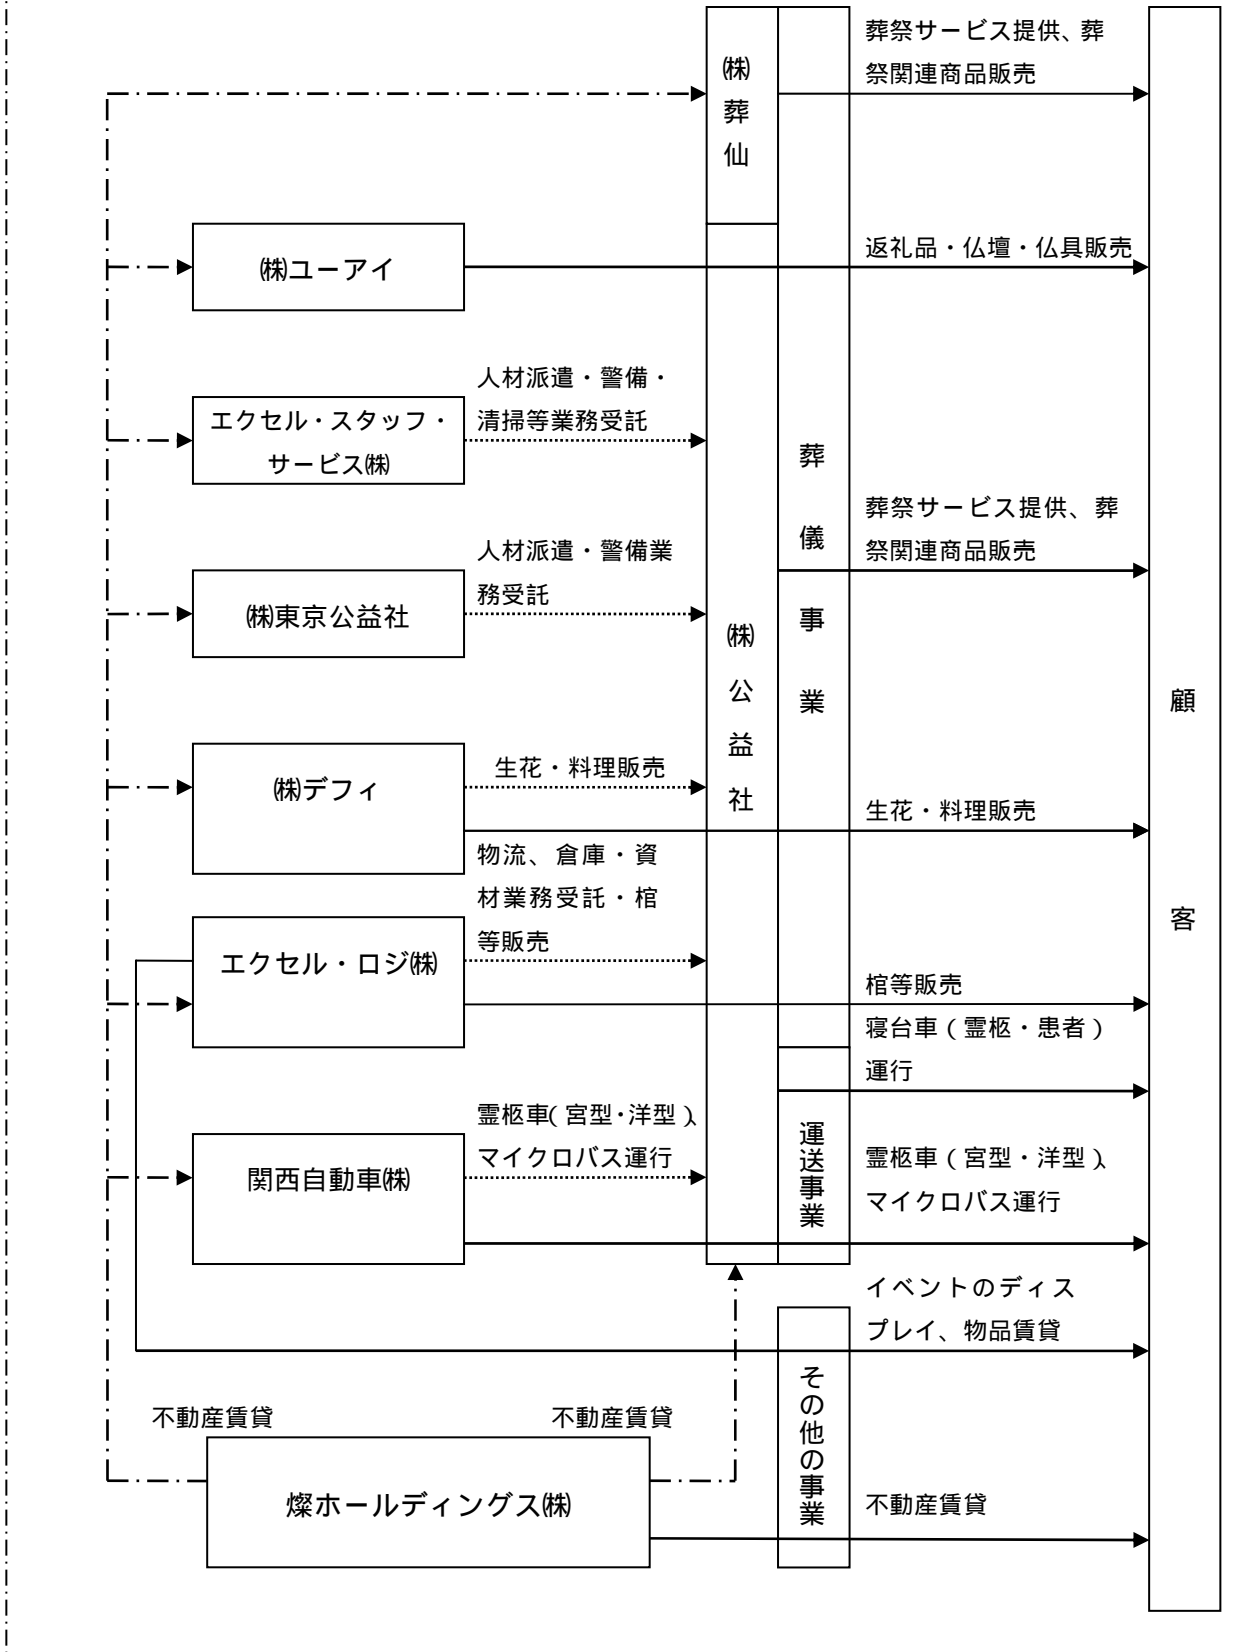 葬祭サービス提供、葬
祭関連商品販売
㈱葬仙
返礼品・仏壇・仏具販売
㈱ユーアイ
人材派遣・警備・
清掃等業務受託
エクセル・スタッフ・
サービス㈱
葬儀事業
葬祭サービス提供、葬
祭関連商品販売
人材派遣・警備業
務受託
㈱東京公益社
㈱公益社
顧客
生花・料理販売
㈱デフィ
生花・料理販売
物流、倉庫・資
材業務受託・棺
等販売
エクセル・ロジ㈱
棺等販売
寝台車(霊柩・患者)
運行
霊柩車(宮型・洋型)、
マイクロバス運行
関西自動車㈱
運送事業
霊柩車(宮型・洋型)、
マイクロバス運行
イベントのディス
プレイ、物品賃貸
その他の事業
不動産賃貸
不動産賃貸
燦ホールディングス㈱
不動産賃貸